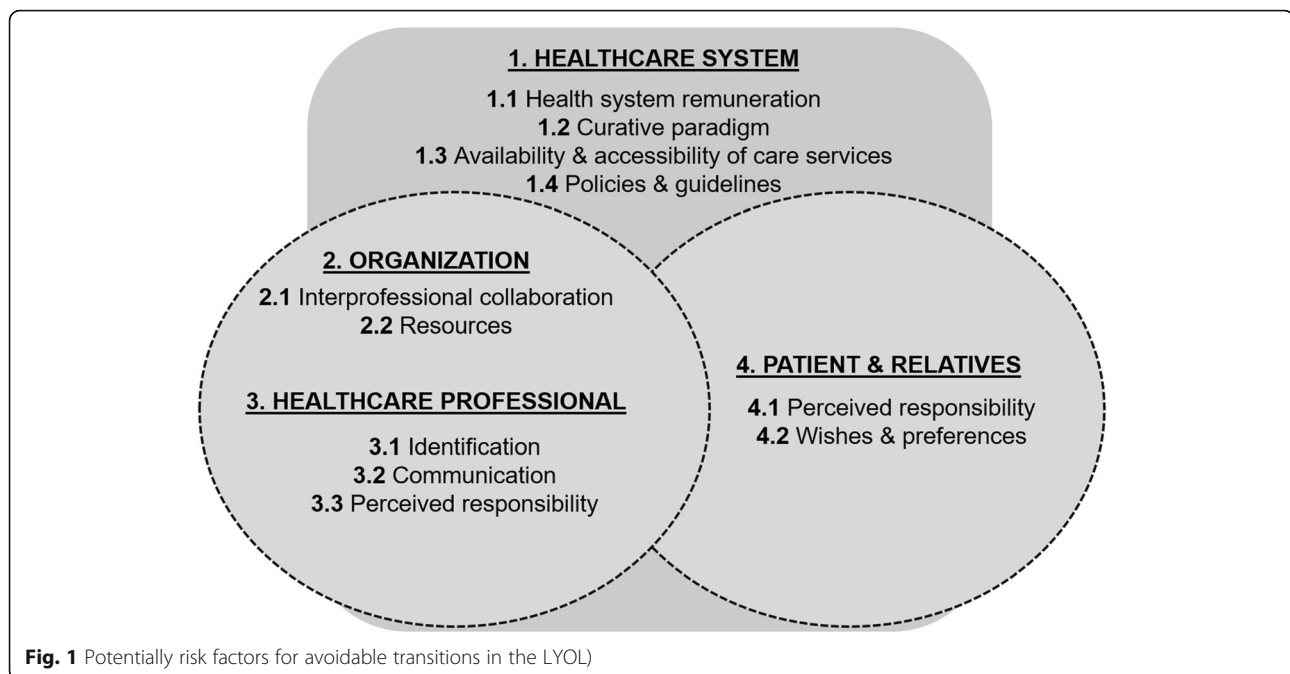 1. HEALTHCARE SYSTEM
1.1 Health system remuneration
1.2 Curative paradigm
1.3 Availability & accessibility of care services
1.4 Policies & guidelines
2. ORGANIZATION
2.1 Interprofessional collaboration
2.2 Resources
3. HEALTHCARE PROFESSIONAL
3.1 Identification
3.2 Communication
3.3 Perceived responsibility
4. PATIENT & RELATIVES
4.1 Perceived responsibility
4.2 Wishes & preferences
Fig. 1 Potentially risk factors for avoidable transitions in the LYOL)